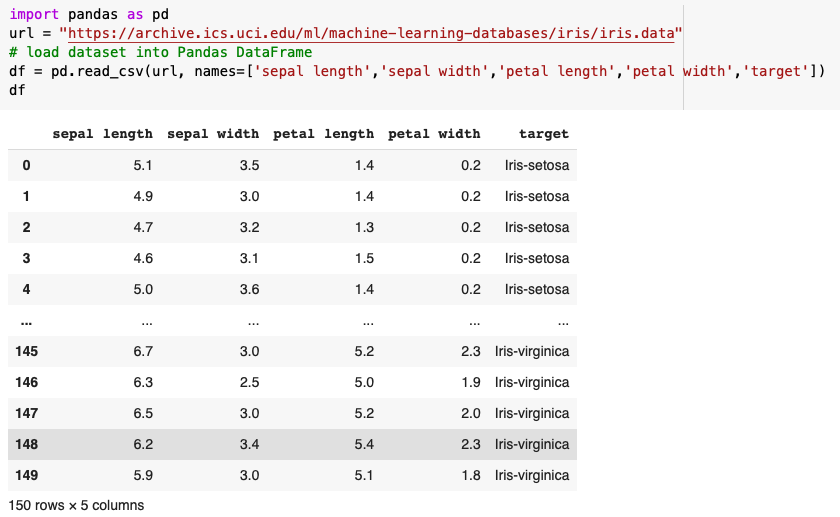 import pandas as pd
url = "https://archive.ics.uci.edu/ml/machine-learning-databases/iris/iris.data"
# load dataset into Pandas DataFrame
df = pd.read_csv(url, names=['sepal length','sepal width','petal length','petal width','target'])
df
sepal length sepal width petal length petal width target
0 5.1 3.5 1.4 0.2 Iris-setosa
1 4.9 3.0 1.4 0.2 Iris-setosa
2 4.7 3.2 1.3 0.2 Iris-setosa
3 4.6 3.1 1.5 0.2 Iris-setosa
4 5.0 3.6 1.4 0.2 Iris-setosa
... ... ... ... ... ...
145 6.7 3.0 5.2 2.3 Iris-virginica
146 6.3 2.5 5.0 1.9 Iris-virginica
147 6.5 3.0 5.2 2.0 Iris-virginica
148 6.2 3.4 5.4 2.3 Iris-virginica
149 5.9 3.0 5.1 1.8 Iris-virginica
150 rows × 5 columns